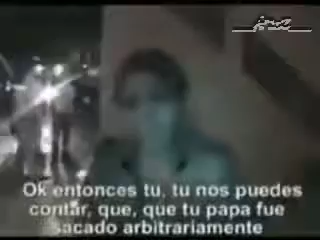 Ok entonces tu, tu nos puedes
contar, que, que tu papa fue
sacado arbitrariamente